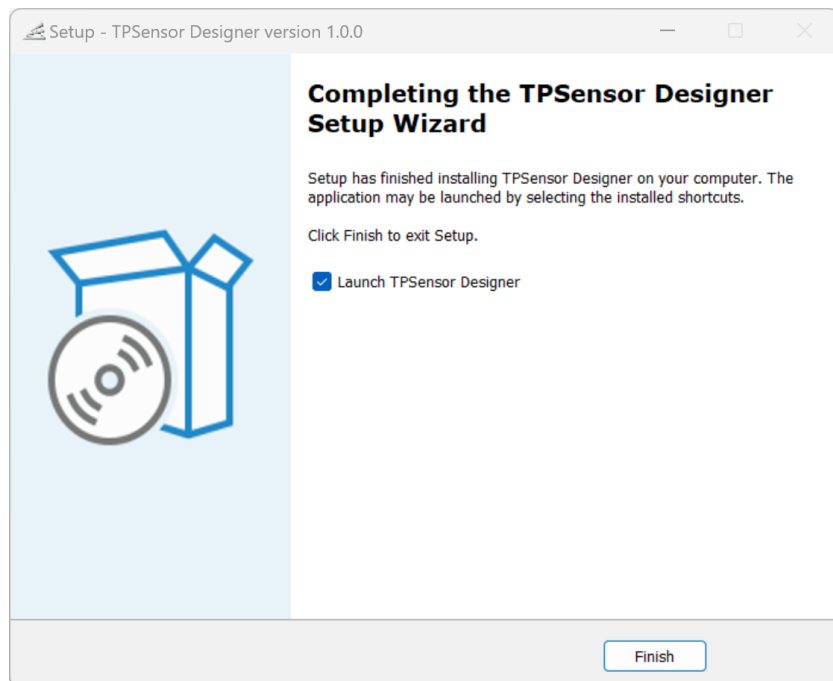 Setup - TPSensor Designer version 1.0.0
Completing the TPSensor Designer
Setup Wizard
Setup has finished installing TPSensor Designer on your computer. The
application may be launched by selecting the installed shortcuts.
Click Finish to exit Setup.
Launch TPSensor Designer
Finish